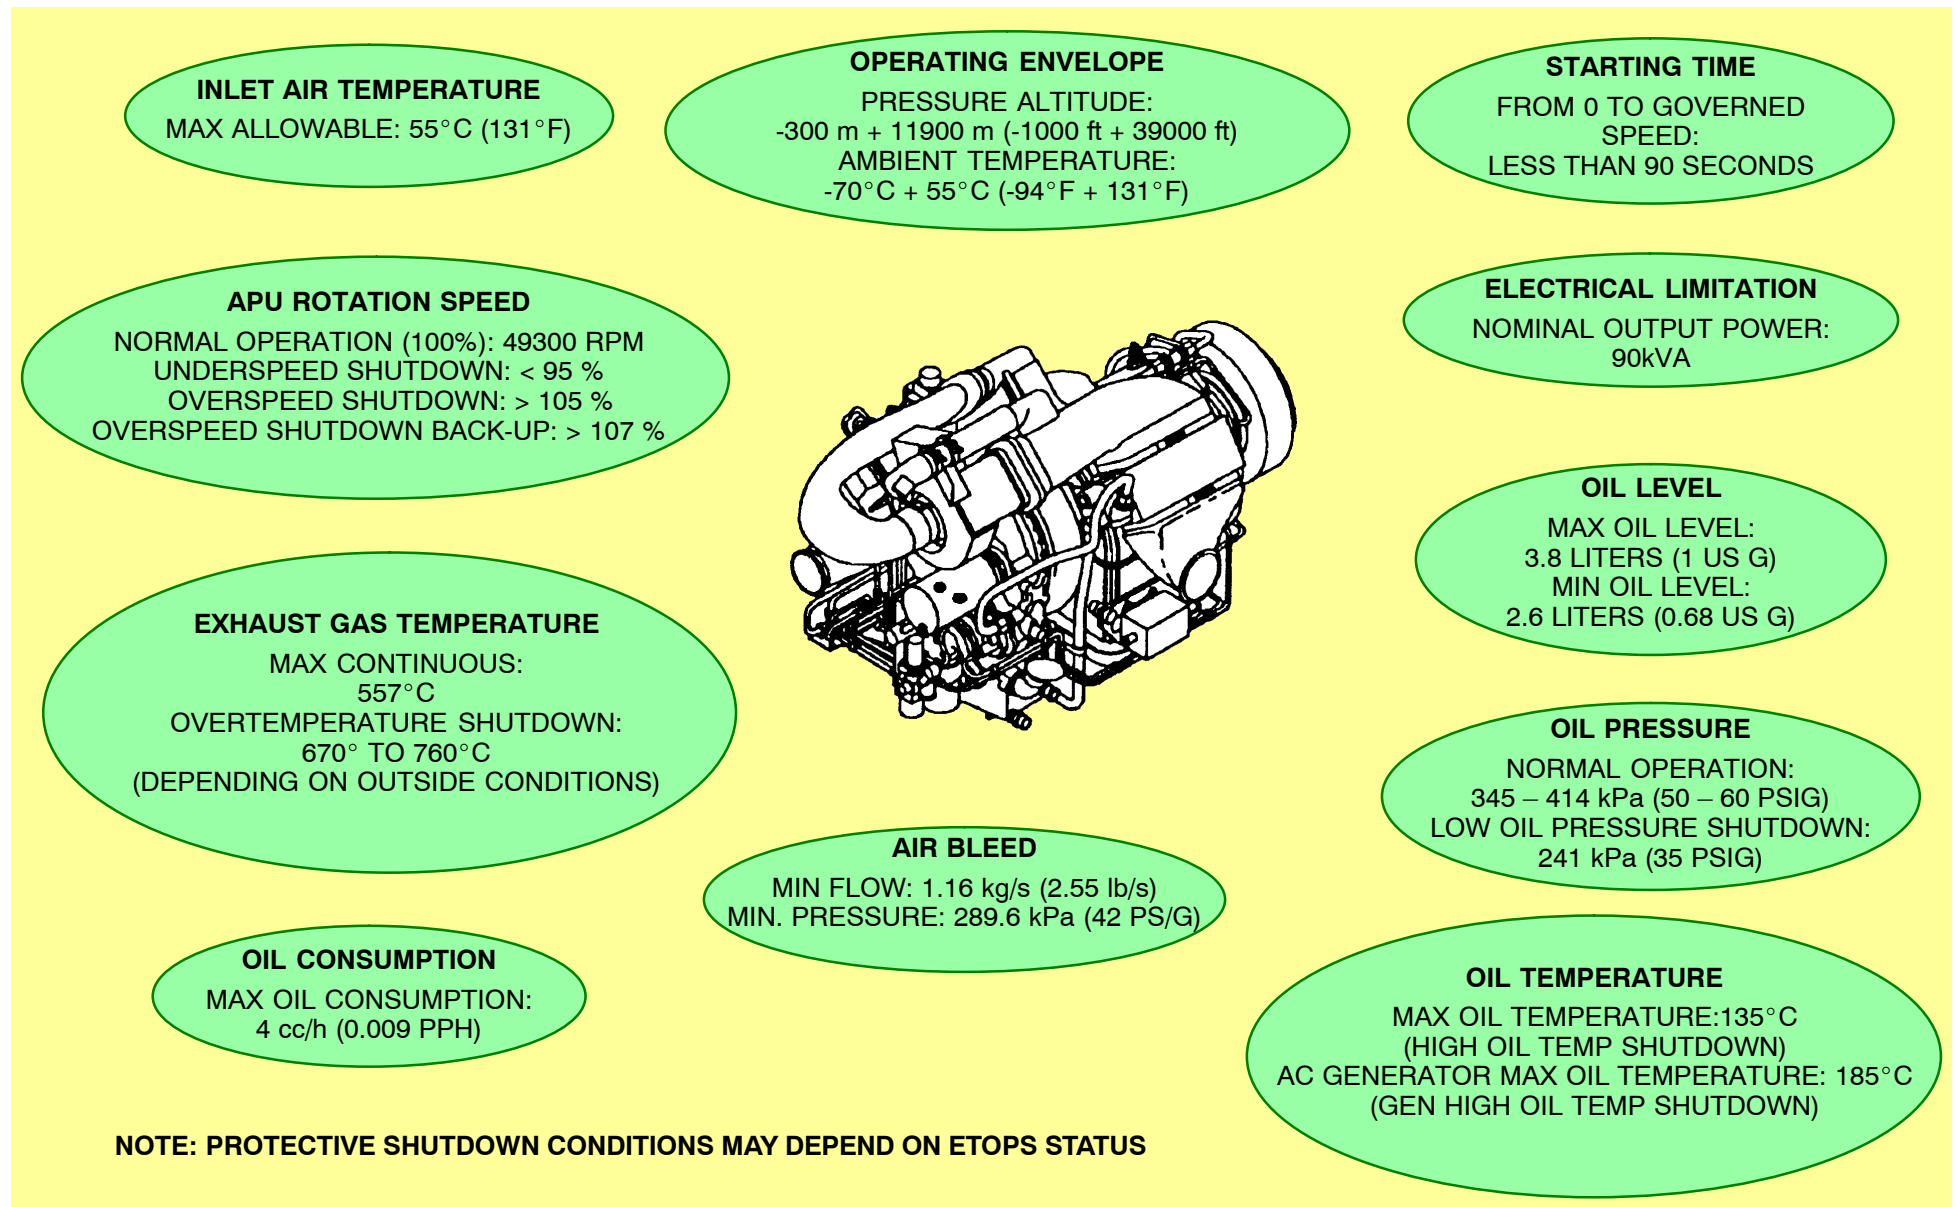 INLET AIR TEMPERATURE
MAX ALLOWABLE: 55°C (131°F)
OPERATING ENVELOPE
PRESSURE ALTITUDE:
-300 m + 11900 m (-1000 ft + 39000 ft)
AMBIENT TEMPERATURE:
-70°C + 55°C (-94°F + 131°F)
STARTING TIME
FROM 0 TO GOVERNED
SPEED:
LESS THAN 90 SECONDS
APU ROTATION SPEED
NORMAL OPERATION (100%): 49300 RPM
UNDERSPEED SHUTDOWN: < 95 %
OVERSPEED SHUTDOWN: > 105 %
OVERSPEED SHUTDOWN BACK-UP: > 107 %
ELECTRICAL LIMITATION
NOMINAL OUTPUT POWER:
90kVA
OIL LEVEL
MAX OIL LEVEL:
3.8 LITERS (1 US G)
MIN OIL LEVEL:
2.6 LITERS (0.68 US G)
EXHAUST GAS TEMPERATURE
MAX CONTINUOUS:
557°C
OVERTEMPERATURE SHUTDOWN:
670° TO 760°C
(DEPENDING ON OUTSIDE CONDITIONS)
OIL PRESSURE
NORMAL OPERATION:
345 – 414 kPa (50 – 60 PSIG)
LOW OIL PRESSURE SHUTDOWN:
241 kPa (35 PSIG)
AIR BLEED
MIN FLOW: 1.16 kg/s (2.55 lb/s)
MIN. PRESSURE: 289.6 kPa (42 PS/G)
OIL CONSUMPTION
MAX OIL CONSUMPTION:
4 cc/h (0.009 PPH)
OIL TEMPERATURE
MAX OIL TEMPERATURE:135°C
(HIGH OIL TEMP SHUTDOWN)
AC GENERATOR MAX OIL TEMPERATURE: 185°C
(GEN HIGH OIL TEMP SHUTDOWN)
NOTE: PROTECTIVE SHUTDOWN CONDITIONS MAY DEPEND ON ETOPS STATUS